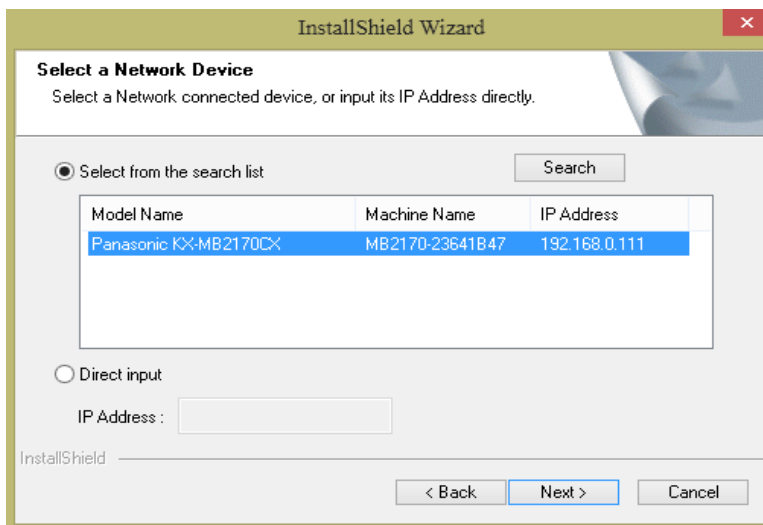 InstallShield Wizard
Select a Network Device
Select a Network connected device, or input its IP Address directly.
Select from the search list
Search
Model Name Machine Name IP Address
Panasonic KX-MB2170CX MB2170-23641B47 192.168.0.111
Direct input
IP Address :
InstallShield
< Back Next > Cancel